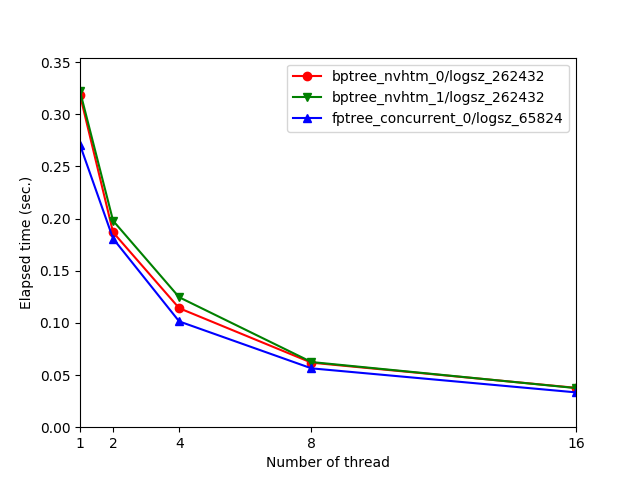 0.35
0.30
0.25
0.20
0.15
0.10
0.05
0.00
Elapsed time (sec.)
bptree_nvhtm_0/logsz_262432
bptree_nvhtm_1/logsz_262432
fptree_concurrent_0/logsz_65824
1 2 4 8 16
Number of thread